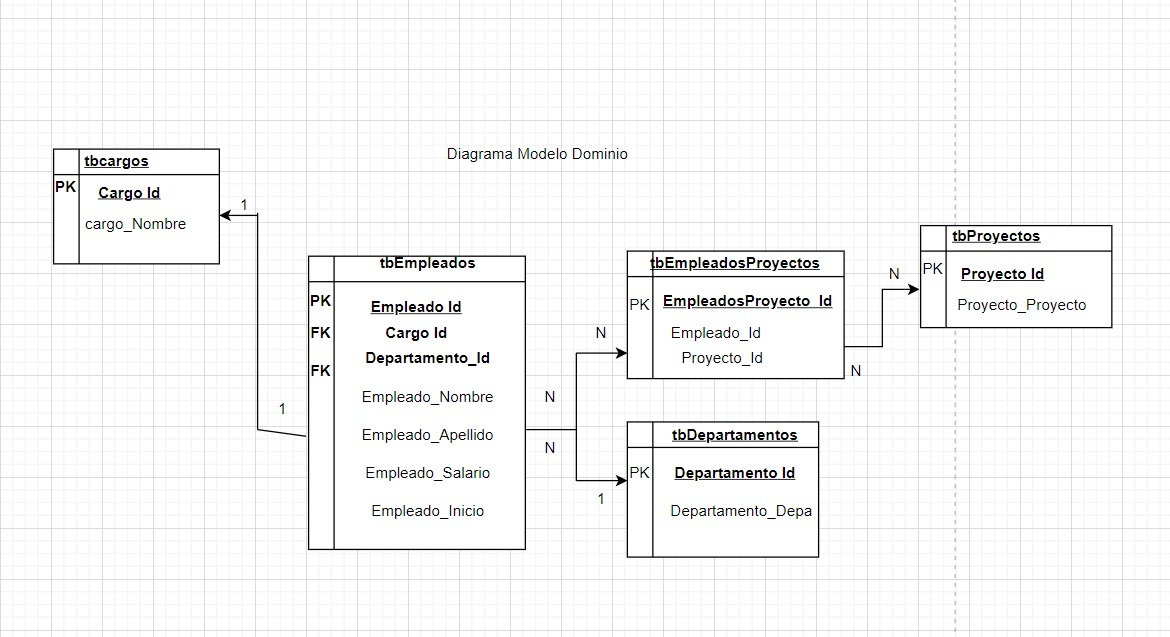 Diagrama Modelo Dominio
tbcargos
PK
Cargo Id
cargo_Nombre
1
1
tbEmpleados
PK
Empleado Id
FK
Cargo Id
Departamento_Id
FK
Empleado_Nombre
Empleado_Apellido
Empleado_Salario
Empleado_Inicio
N
N
N
1
tbEmpleadosProyectos
PK
EmpleadosProyecto_Id
Empleado_Id
Proyecto_Id
tbDepartamentos
PK
Departamento Id
Departamento_Depa
N
N
tbProyectos
PK
Proyecto Id
Proyecto_Proyecto